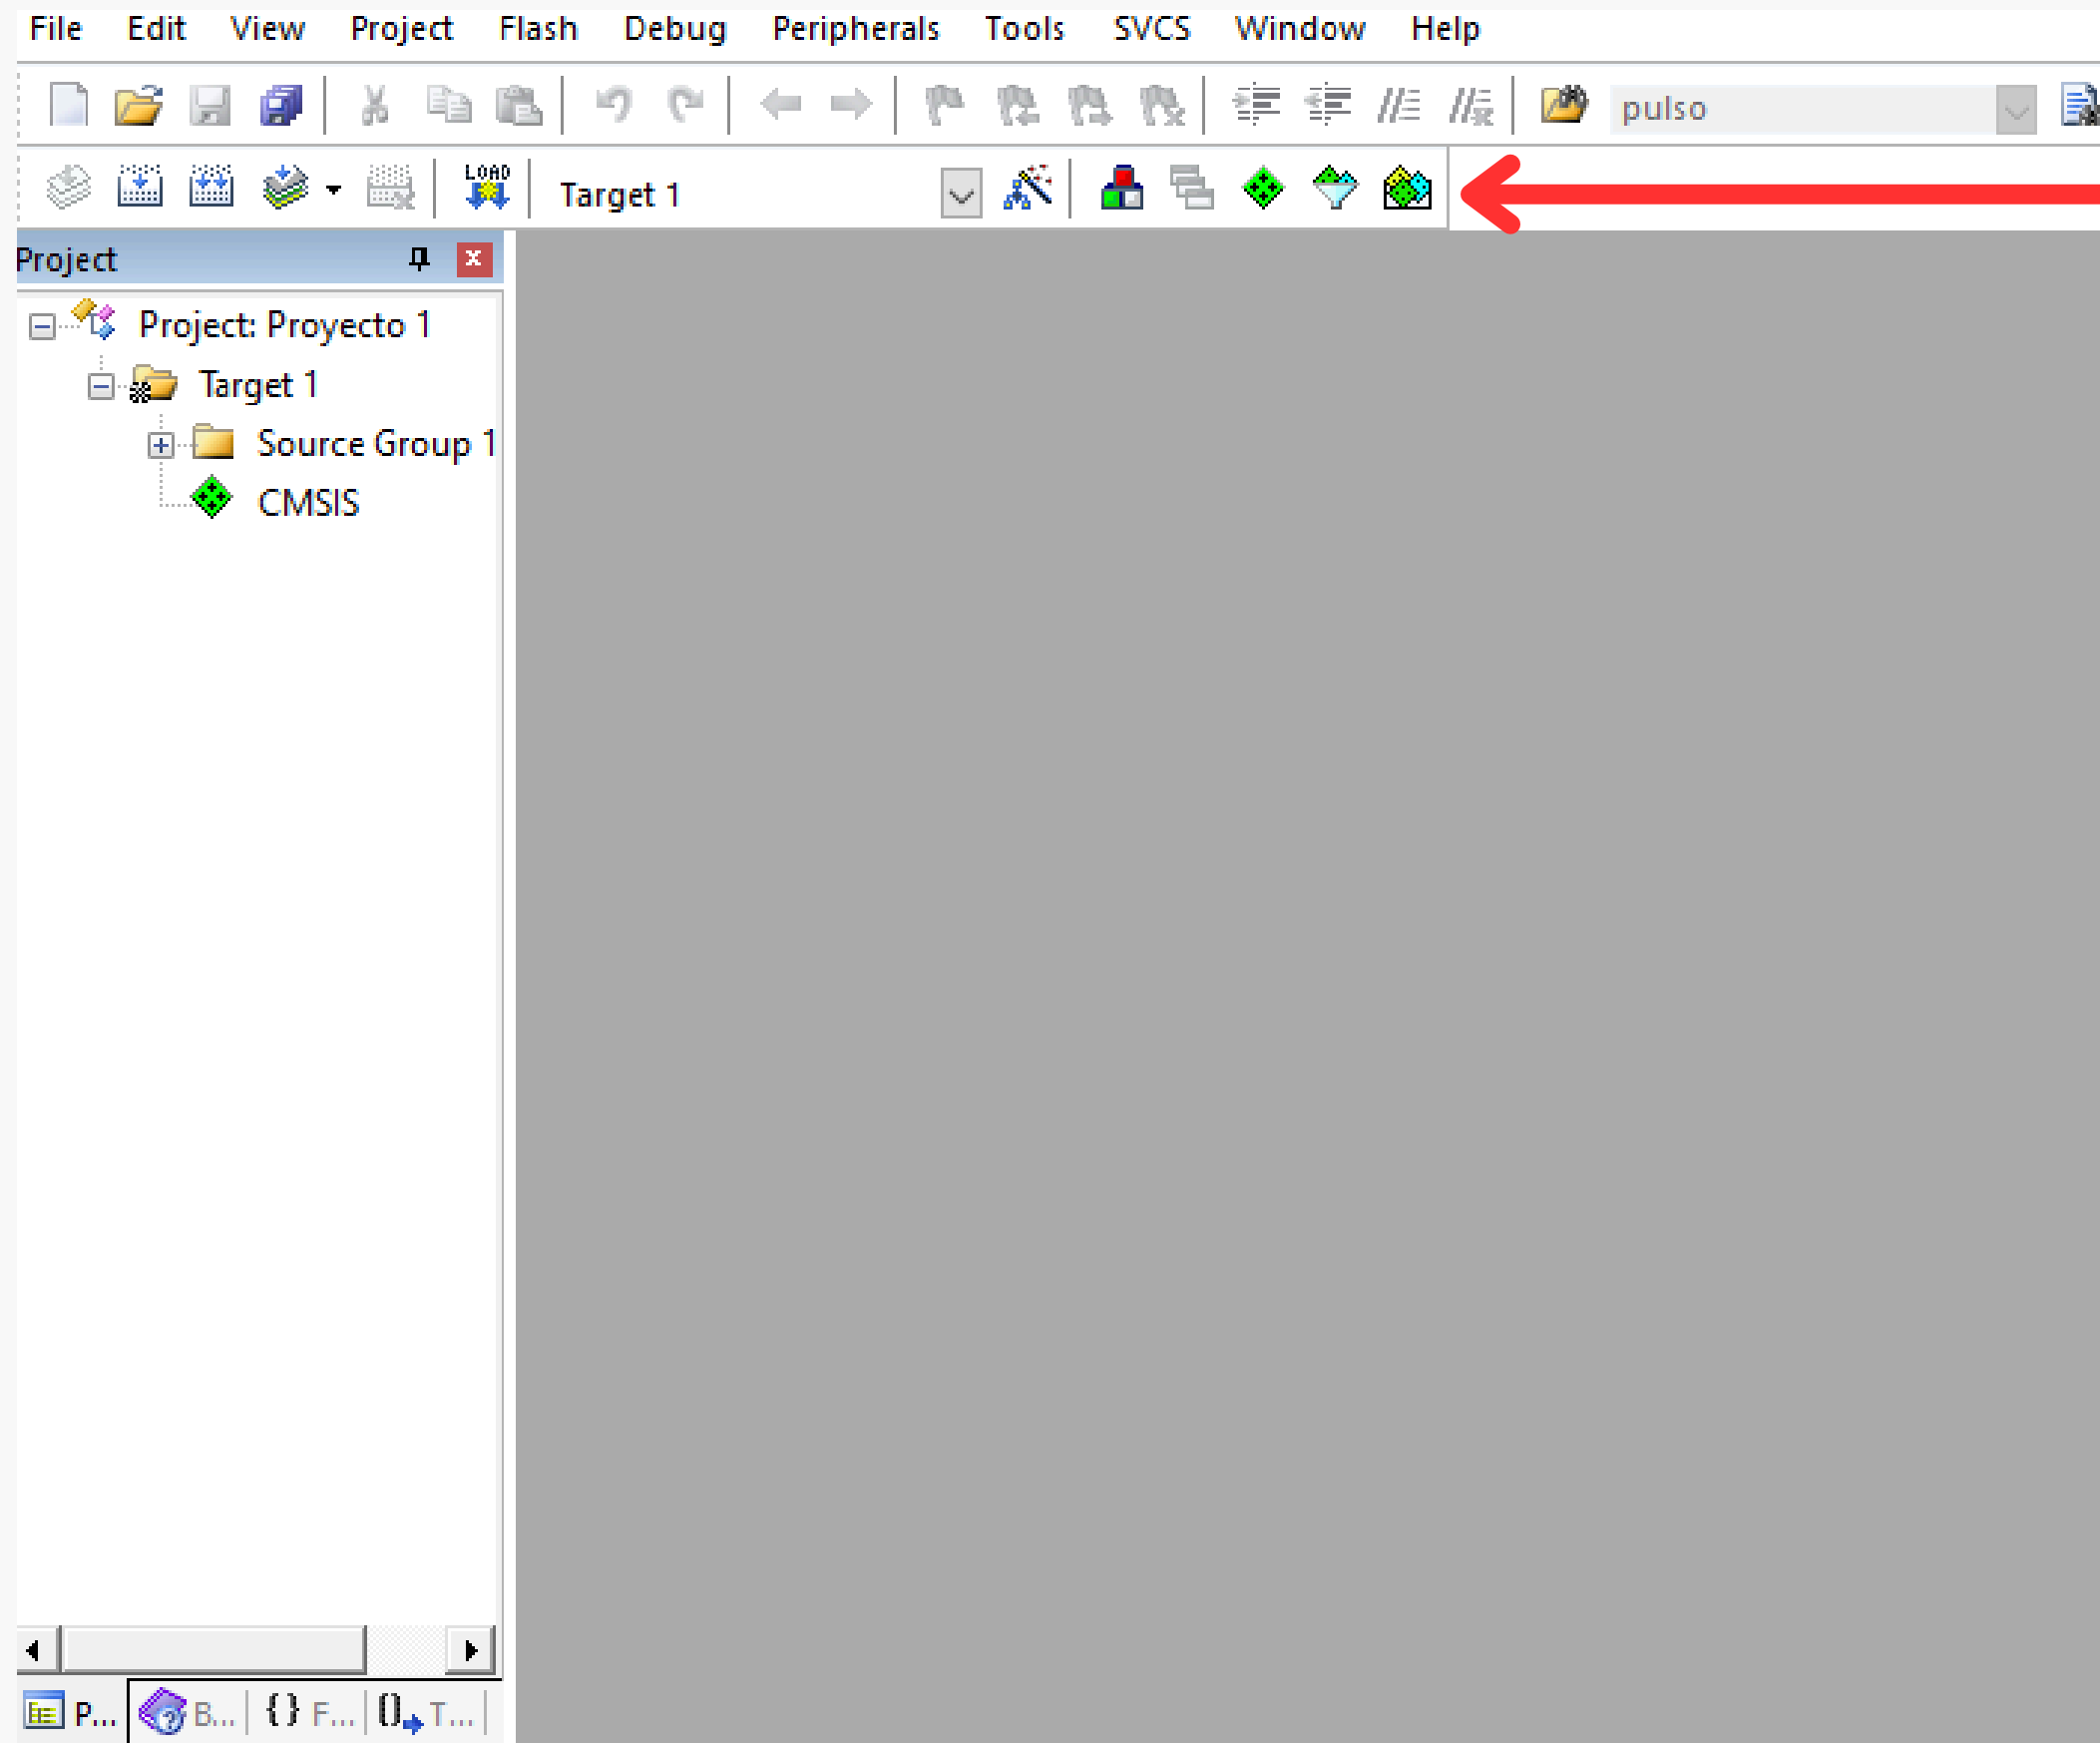 File Edit View Project Flash Debug Peripherals Tools SVCS Window Help
pulso
LOAD Target 1
Project
Project: Proyecto 1
Target 1
Source Group 1
CMSIS
P... B... {} F... 0 T...